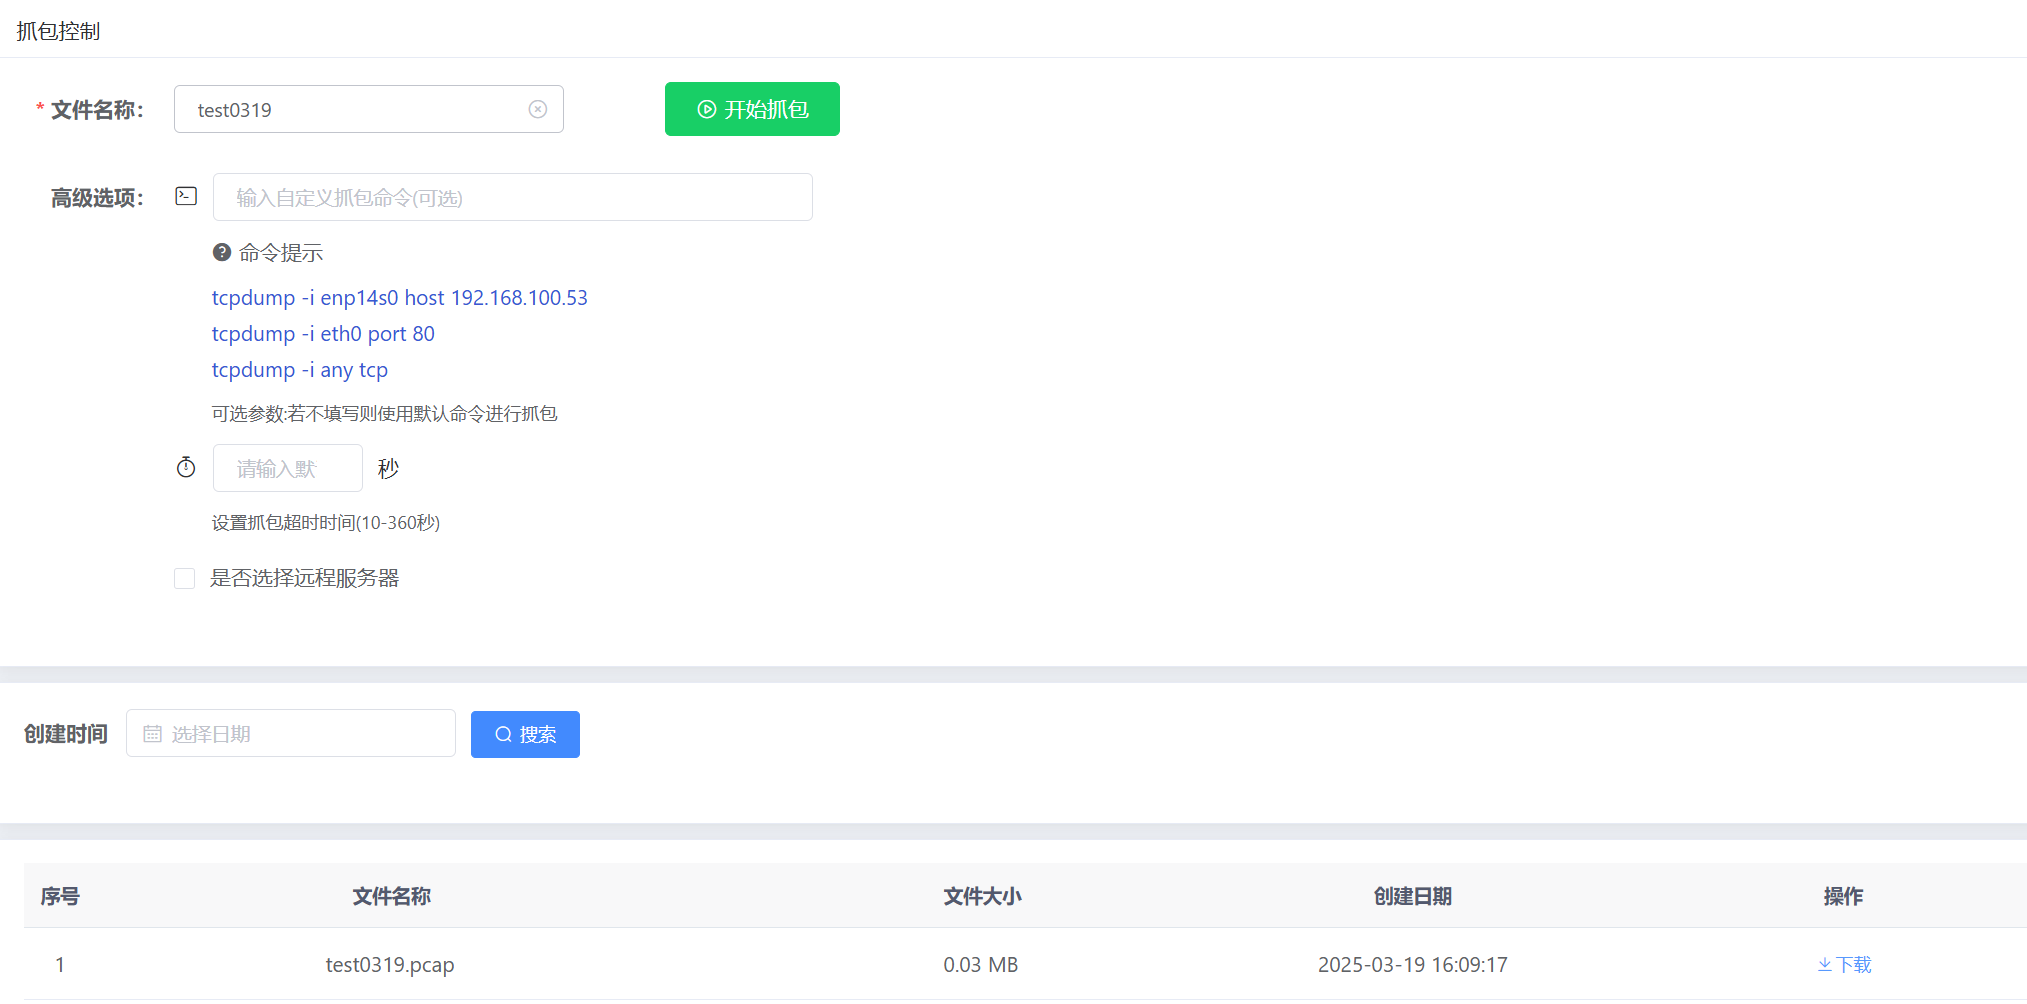 抓包控制
* 文件名称: test0319 开始抓包
高级选项: 输入自定义抓包命令(可选)
命令提示
tcpdump -i enp14s0 host 192.168.100.53
tcpdump -i eth0 port 80
tcpdump -i any tcp
可选参数:若不填写则使用默认命令进行抓包
请输入默 秒
设置抓包超时时间(10-360秒)
是否选择远程服务器
创建时间 选择日期 搜索
序号 文件名称 文件大小 创建日期 操作
1 test0319.pcap 0.03 MB 2025-03-19 16:09:17 下载